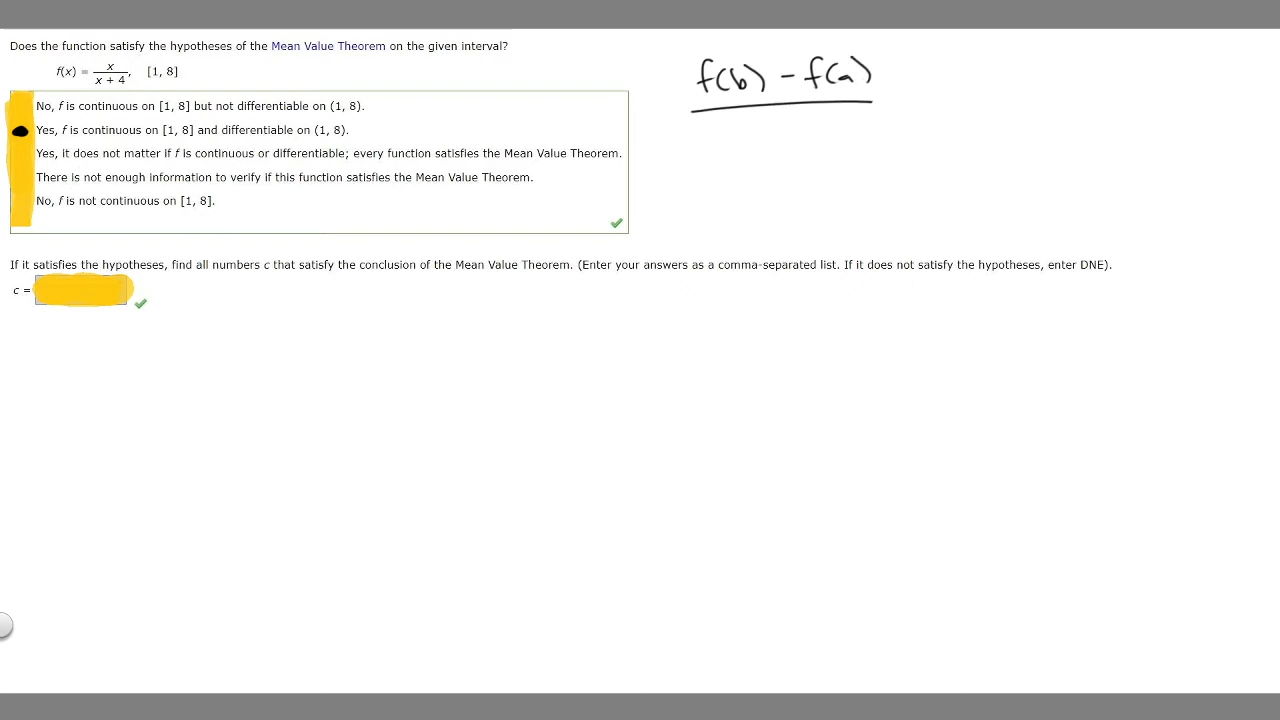 Does the function satisfy the hypotheses of the Mean Value Theorem on the given interval?
f(x) = x/(x + 4), [1, 8]
No, f is continuous on [1, 8] but not differentiable on (1, 8).
Yes, f is continuous on [1, 8] and differentiable on (1, 8).
Yes, it does not matter if f is continuous or differentiable; every function satisfies the Mean Value Theorem.
There is not enough information to verify if this function satisfies the Mean Value Theorem.
No, f is not continuous on [1, 8].
If it satisfies the hypotheses, find all numbers c that satisfy the conclusion of the Mean Value Theorem. (Enter your answers as a comma-separated list. If it does not satisfy the hypotheses, enter DNE).
c =
f(b) - f(a)